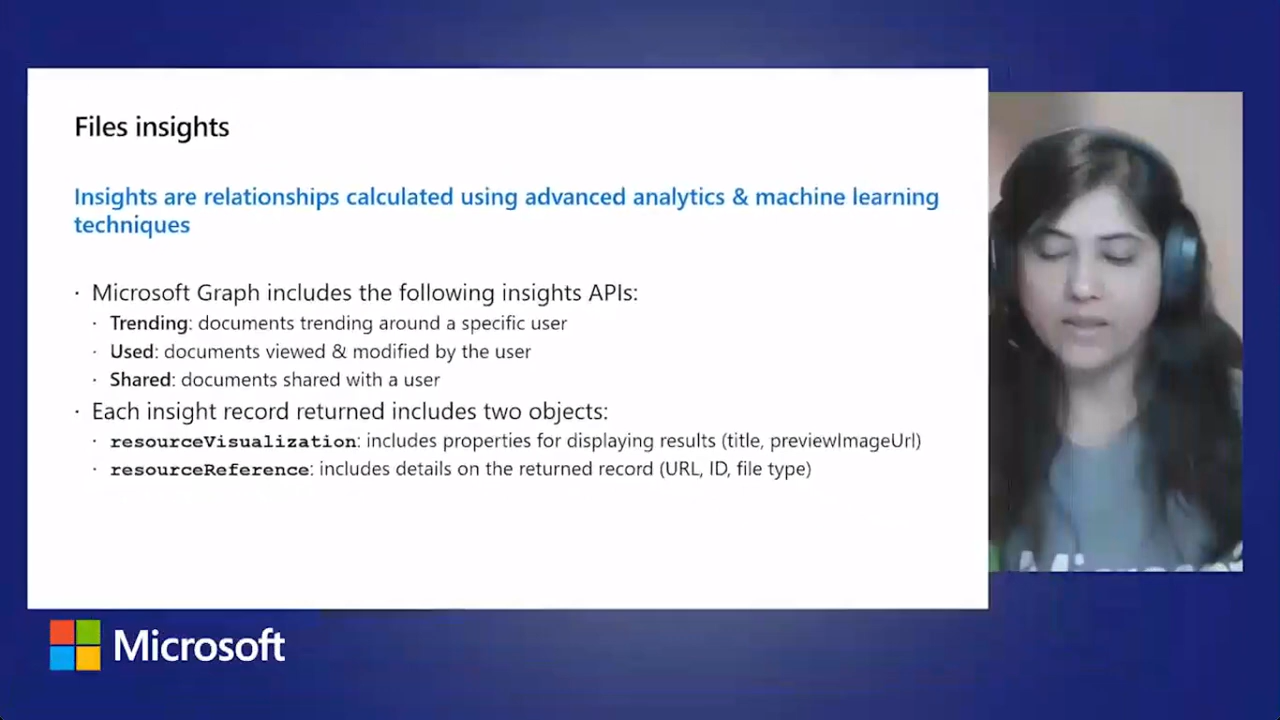 Files insights
Insights are relationships calculated using advanced analytics & machine learning
techniques
· Microsoft Graph includes the following insights APIs:
· Trending: documents trending around a specific user
· Used: documents viewed & modified by the user
· Shared: documents shared with a user
· Each insight record returned includes two objects:
· resourceVisualization: includes properties for displaying results (title, previewImageUrl)
· resourceReference: includes details on the returned record (URL, ID, file type)
Microsoft